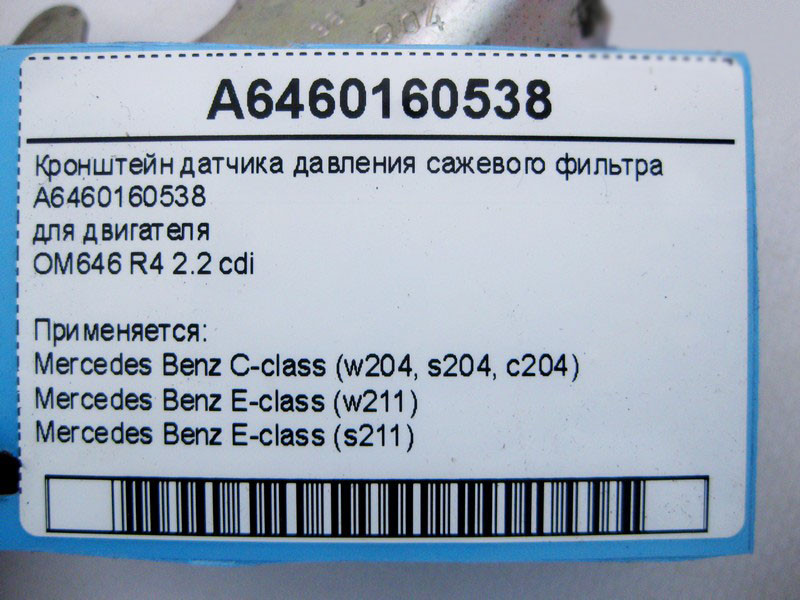 904
A6460160538
Кронштейн датчика давления сажевого фильтра
A6460160538
для двигателя
OM646 R4 2.2 cdi
Применяется:
Mercedes Benz C-class (w204, s204, c204)
Mercedes Benz E-class (w211)
Mercedes Benz E-class (s211)